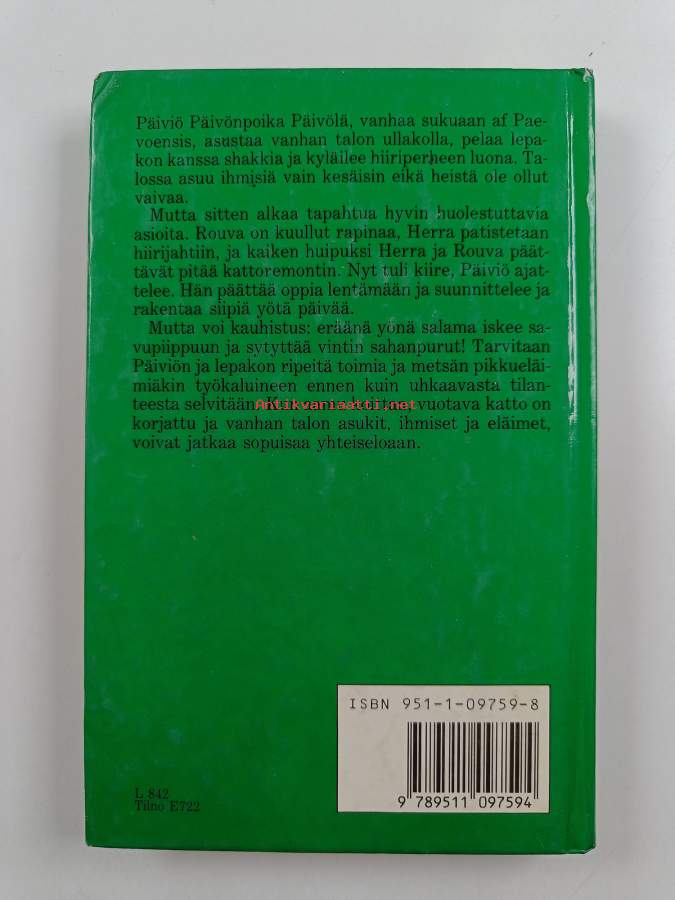 Päiviö Päivönpoika Päivölä, vanhaa sukuaan af Pae-
voensis, asustaa vanhan talon ullakolla, pelaa lepa-
kon kanssa shakkia ja kyläilee hiiriperheen luona. Ta-
lossa asuu ihmisiä vain kesäisin eikä heistä ole ollut
vaivaa.
Mutta sitten alkaa tapahtua hyvin huolestuttavia
asioita. Rouva on kuullut rapinaa, Herra patistetaan
hiirijahtiin, ja kaiken huipuksi Herra ja Rouva päät-
tävät pitää kattoremontin. Nyt tuli kiire, Päiviö ajat-
telee. Hän päättää oppia lentämään ja suunnittelee ja
rakentaa siipiä yötä päivää.
Mutta voi kauhistus: eräänä yönä salama iskee sa-
vupiippuun ja sytyttää vintin sahanpurut! Tarvitaan
Päiviön ja lepakon ripeitä toimia ja metsän pikkueläi-
miäkin työkaluineen ennen kuin uhkaavasta tilan-
teesta selvitään. vuotava katto on
Antikvariaatti.net
korjattu ja vanhan talon asukit, ihmiset ja eläimet,
voivat jatkaa sopuisaa yhteiseloaan.
ISBN 951-1-09759-8
9 789511 097594
L 842
Tilno E722